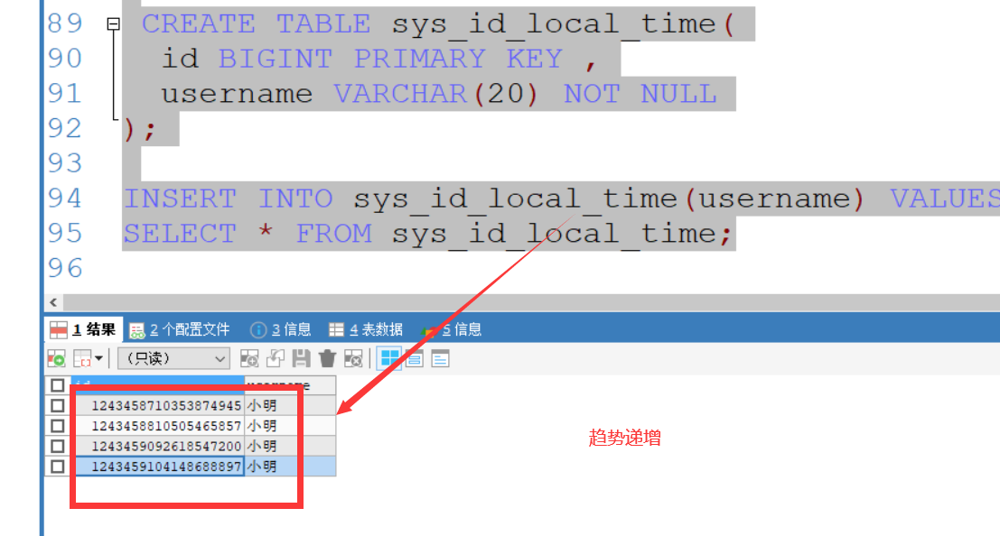 89 CREATE TABLE sys_id_local_time(
90 id BIGINT PRIMARY KEY ,
91 username VARCHAR(20) NOT NULL
92 );
93
94 INSERT INTO sys_id_local_time(username) VALUES
95 SELECT * FROM sys_id_local_time;
96
1 结果 2 个配置文件 3 信息 4 表数据 5 信息
（只读）
id username
1243458710353874945 小明
1243458810505465857 小明
1243459092618547200 小明
1243459104148688897 小明
趋势递增